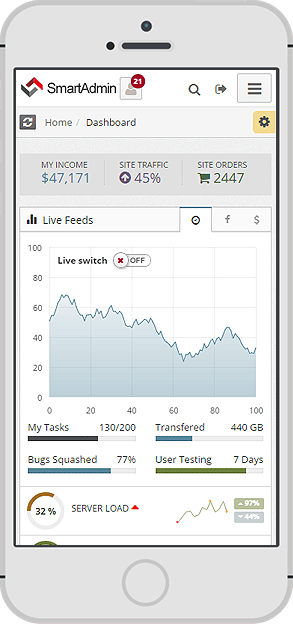 SmartAdmin 21
Home / Dashboard
MY INCOME SITE TRAFFIC SITE ORDERS
$47,171 45% 2447
Live Feeds f $
100
Live switch OFF
80
60
40
20
0
0 20 40 60 80 100
My Tasks 130/200 Transfered 440 GB
Bugs Squashed 77% User Testing 7 Days
32 % SERVER LOAD 97%
44%